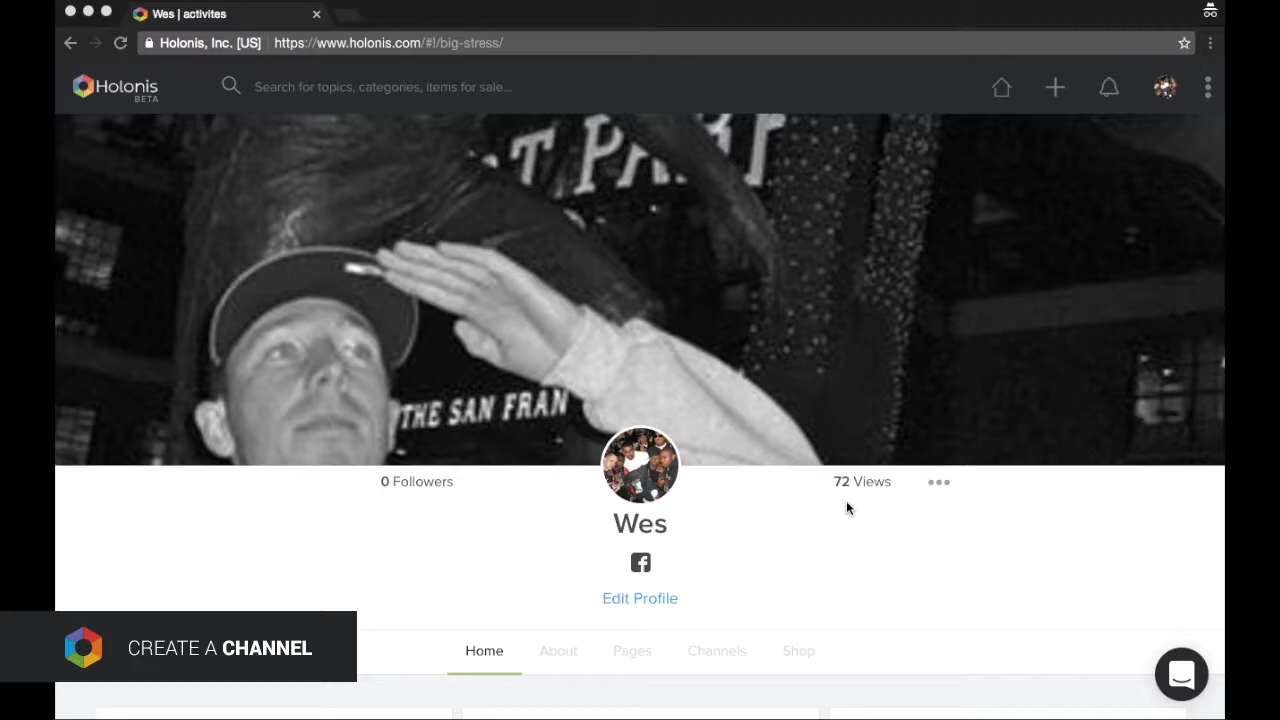 Wes | activites
Holonis, Inc. [US] https://www.holonis.com/#!/big-stress/
Holonis
BETA
Search for topics, categories, items for sale...
T PARK
THE SAN FRAN
0 Followers
72 Views
Wes
Edit Profile
CREATE A CHANNEL
Home About Pages Channels Shop